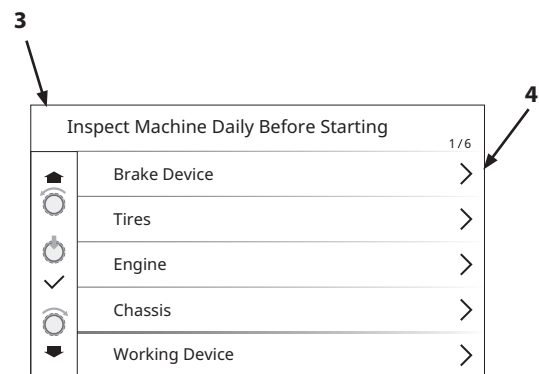 3
4
Inspect Machine Daily Before Starting
1/6
Brake Device
Tires
Engine
Chassis
Working Device